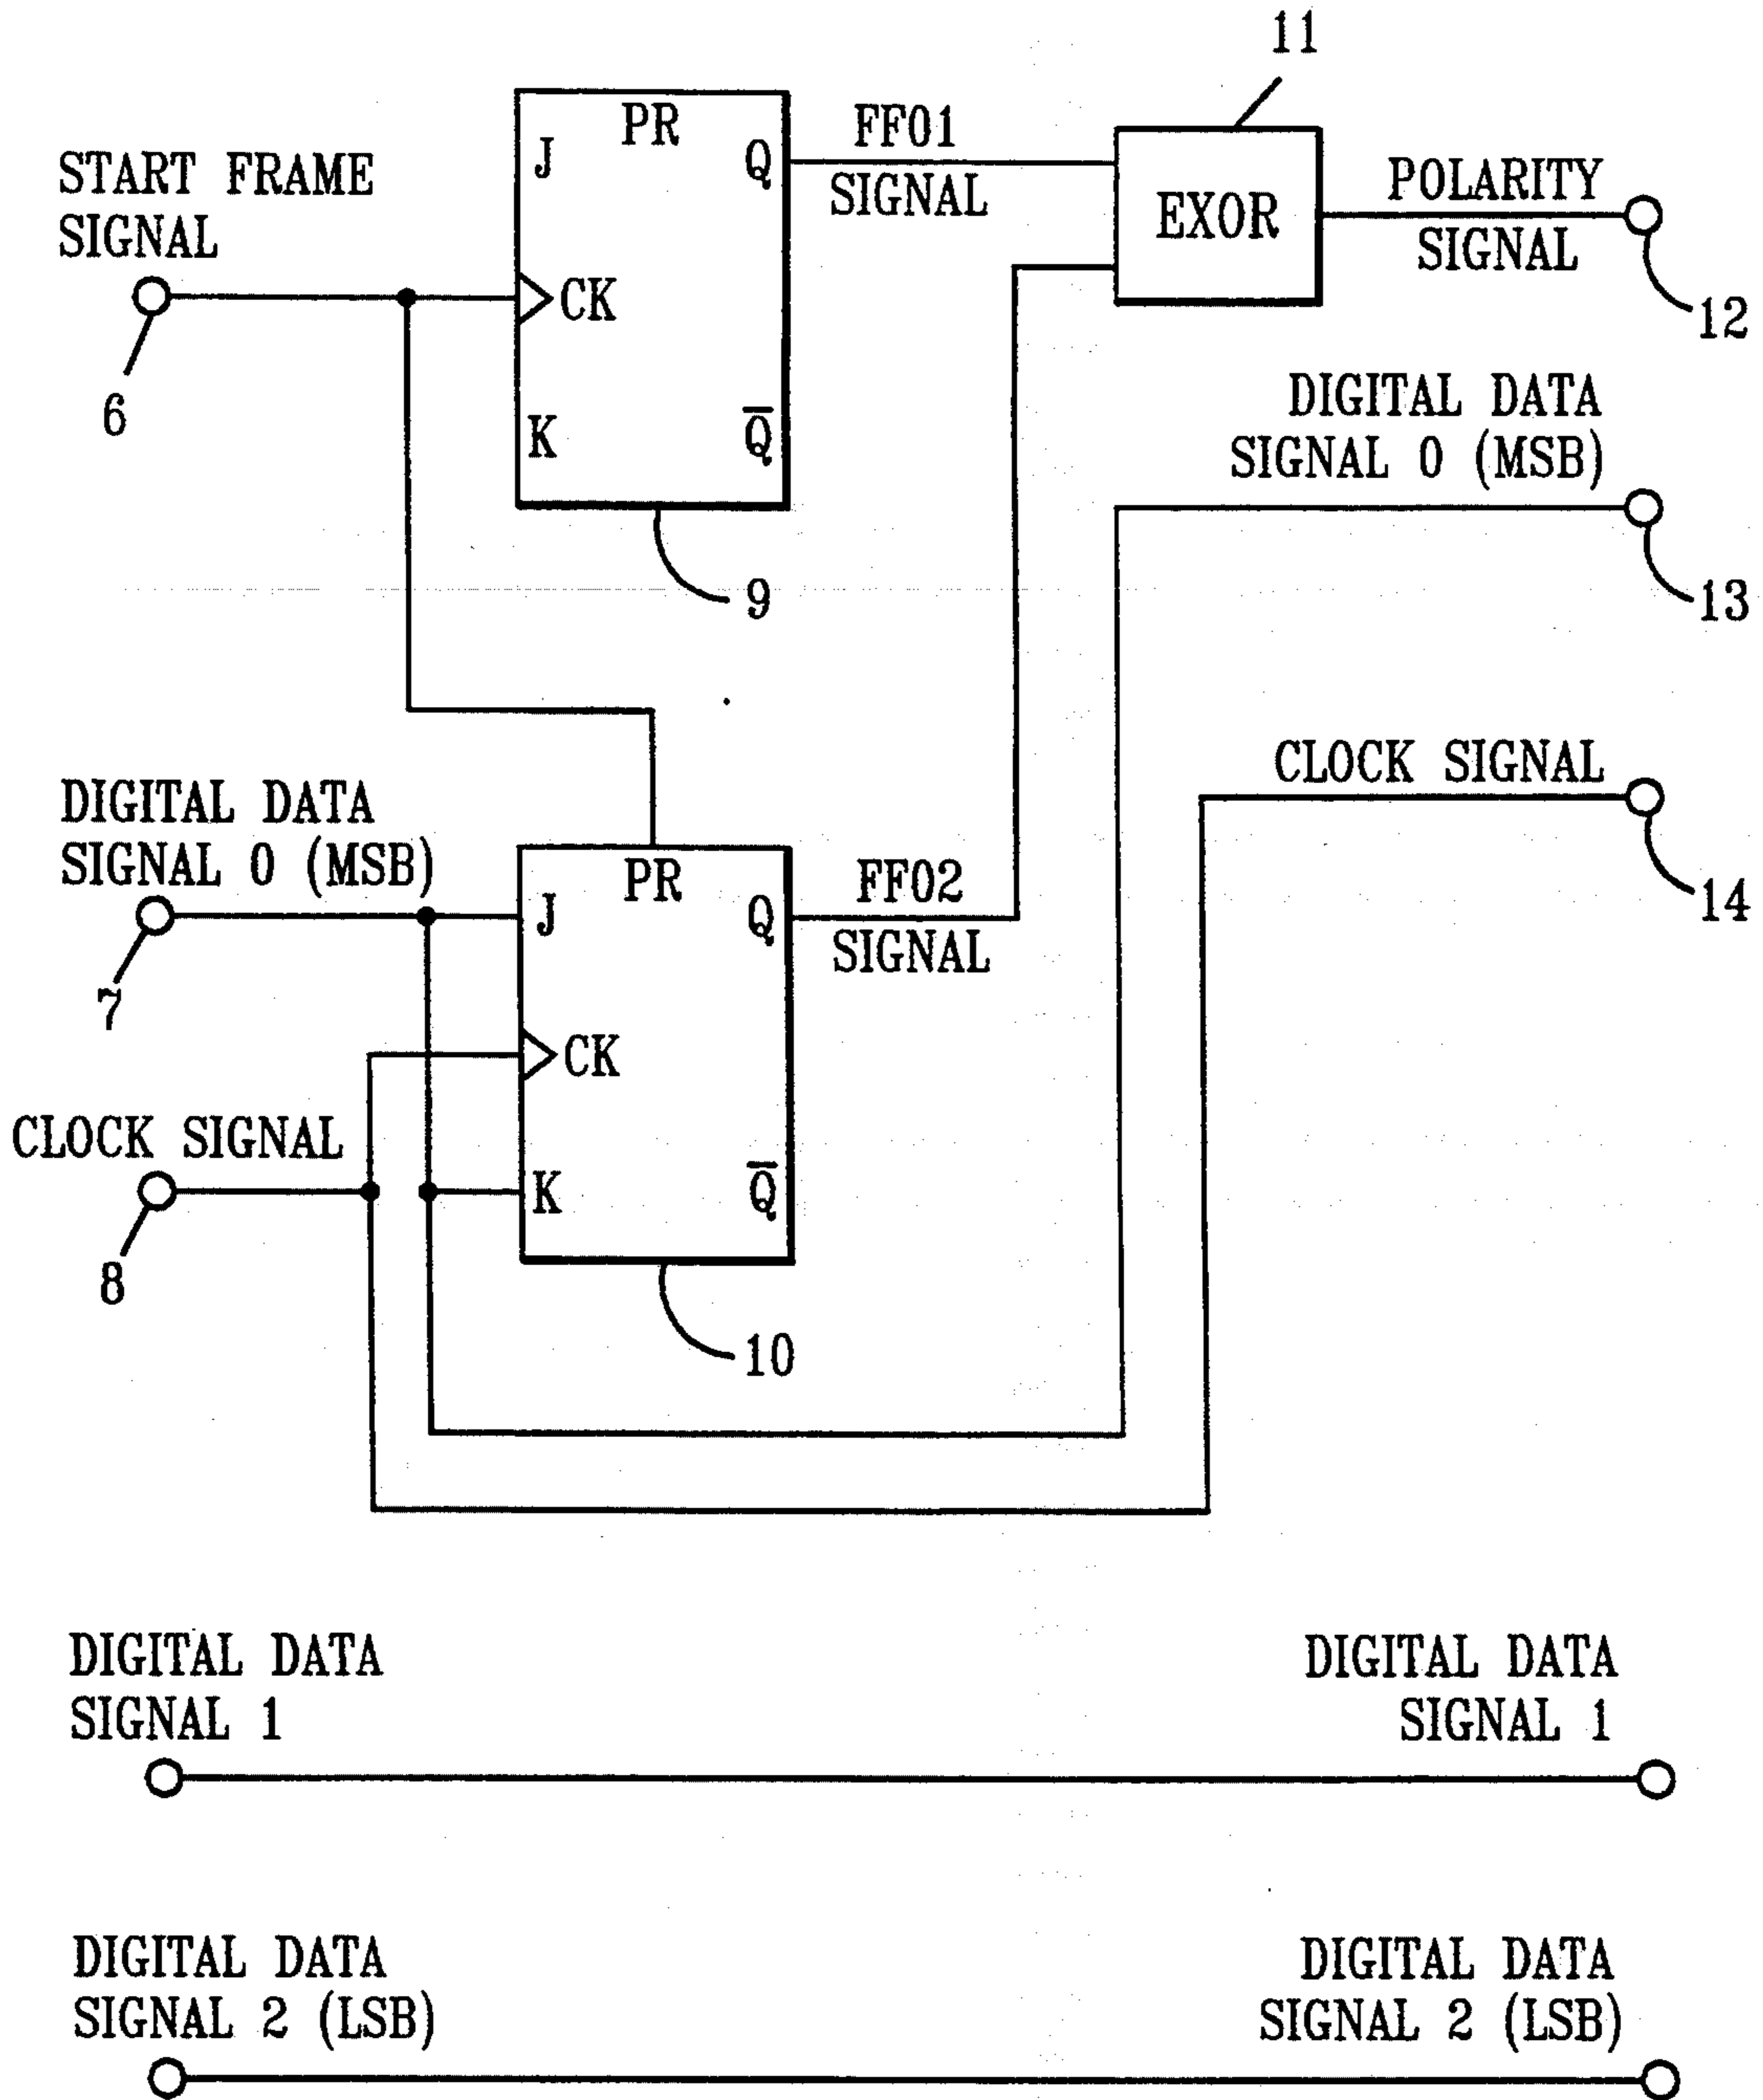 11
PR
J
Q
FF01
SIGNAL
EXOR
POLARITY
SIGNAL
START FRAME
SIGNAL
CK
12
6
K
Q̅
DIGITAL DATA
SIGNAL 0 (MSB)
9
13
CLOCK SIGNAL
DIGITAL DATA
SIGNAL 0 (MSB)
PR
J
Q
FF02
SIGNAL
14
7
CK
CLOCK SIGNAL
K
Q̅
8
10
DIGITAL DATA
SIGNAL 1
DIGITAL DATA
SIGNAL 1
DIGITAL DATA
SIGNAL 2 (LSB)
DIGITAL DATA
SIGNAL 2 (LSB)